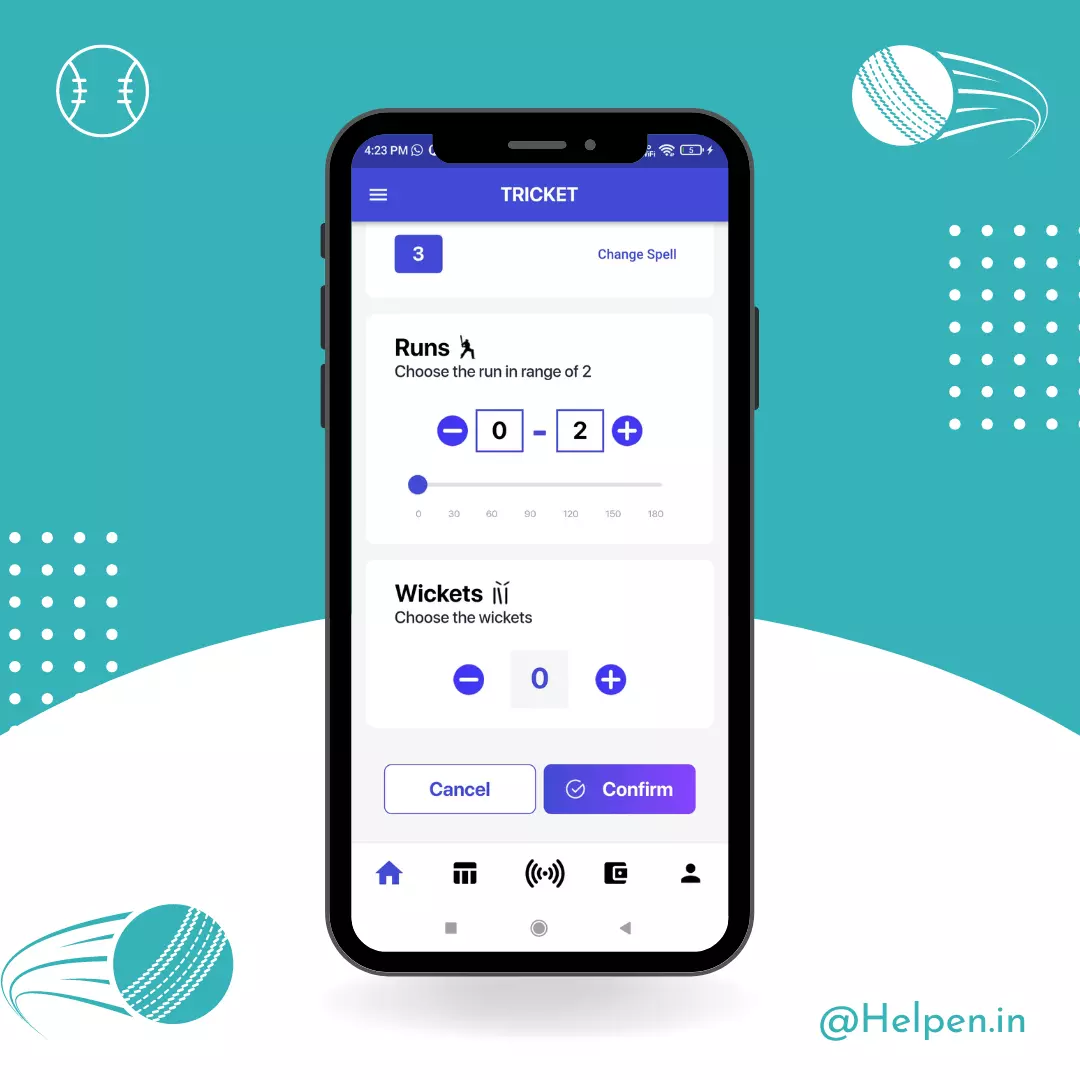 4:23 PM
5
TRICKET
3
Change Spell
Runs
Choose the run in range of 2
0 - 2
0 30 60 90 120 150 180
Wickets
Choose the wickets
0
Cancel
Confirm
@Helpen.in